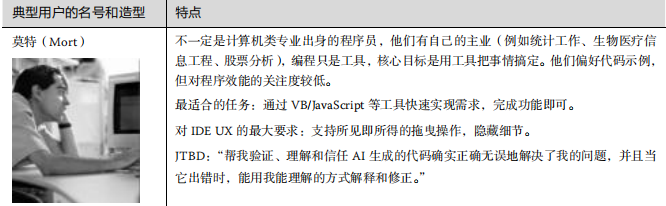 典型用户的名号和造型
特点
莫特（Mort）
不一定是计算机类专业出身的程序员，他们有自己的主业（例如统计工作、生物医疗信
息工程、股票分析），编程只是工具，核心目标是用工具把事情搞定。他们偏好代码示例，
但对程序效能的关注度较低。
最适合的任务：通过 VB/JavaScript 等工具快速实现需求，完成功能即可。
对 IDE UX 的最大要求：支持所见即所得的拖曳操作，隐藏细节。
JTBD：“帮我验证、理解和信任 AI 生成的代码确实正确无误地解决了我的问题，并且当
它出错时，能用我能理解的方式解释和修正。”